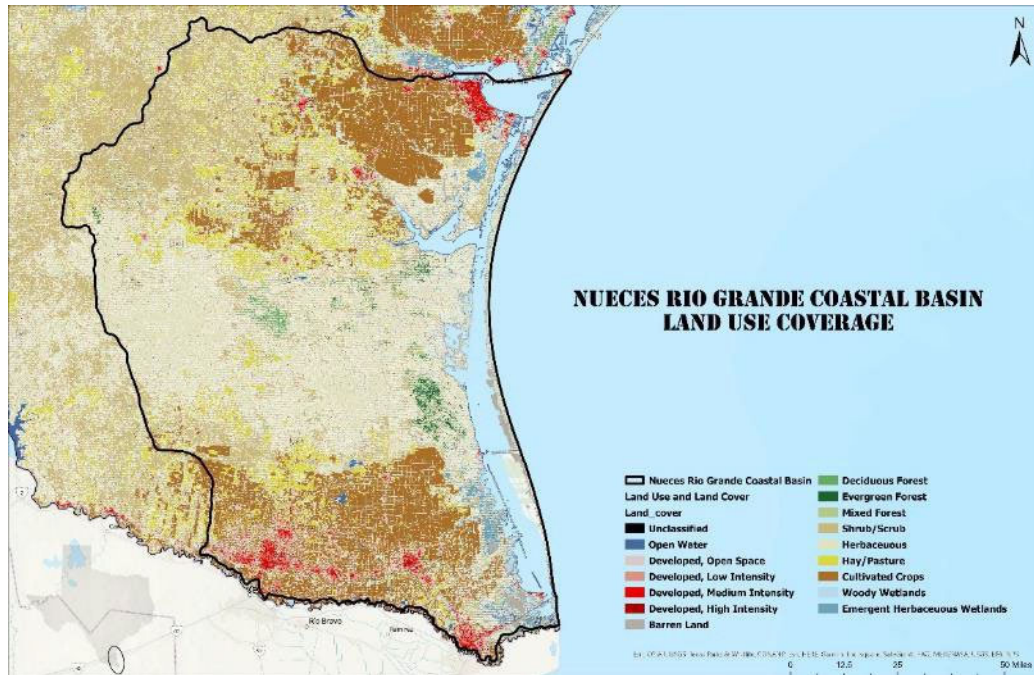 N
NUECES RIO GRANDE COASTAL BASIN
LAND USE COVERAGE
Nueces Rio Grande Coastal Basin
Land Use and Land Cover
Land_cover
Unclassified
Open Water
Developed, Open Space
Developed, Low Intensity
Developed, Medium Intensity
Developed, High Intensity
Barren Land
Deciduous Forest
Evergreen Forest
Mixed Forest
Shrub/Scrub
Herbaceuous
Hay/Pasture
Cultivated Crops
Woody Wetlands
Emergent Herbaceuous Wetlands
Rio Bravo
0 12.5 25 50 Miles